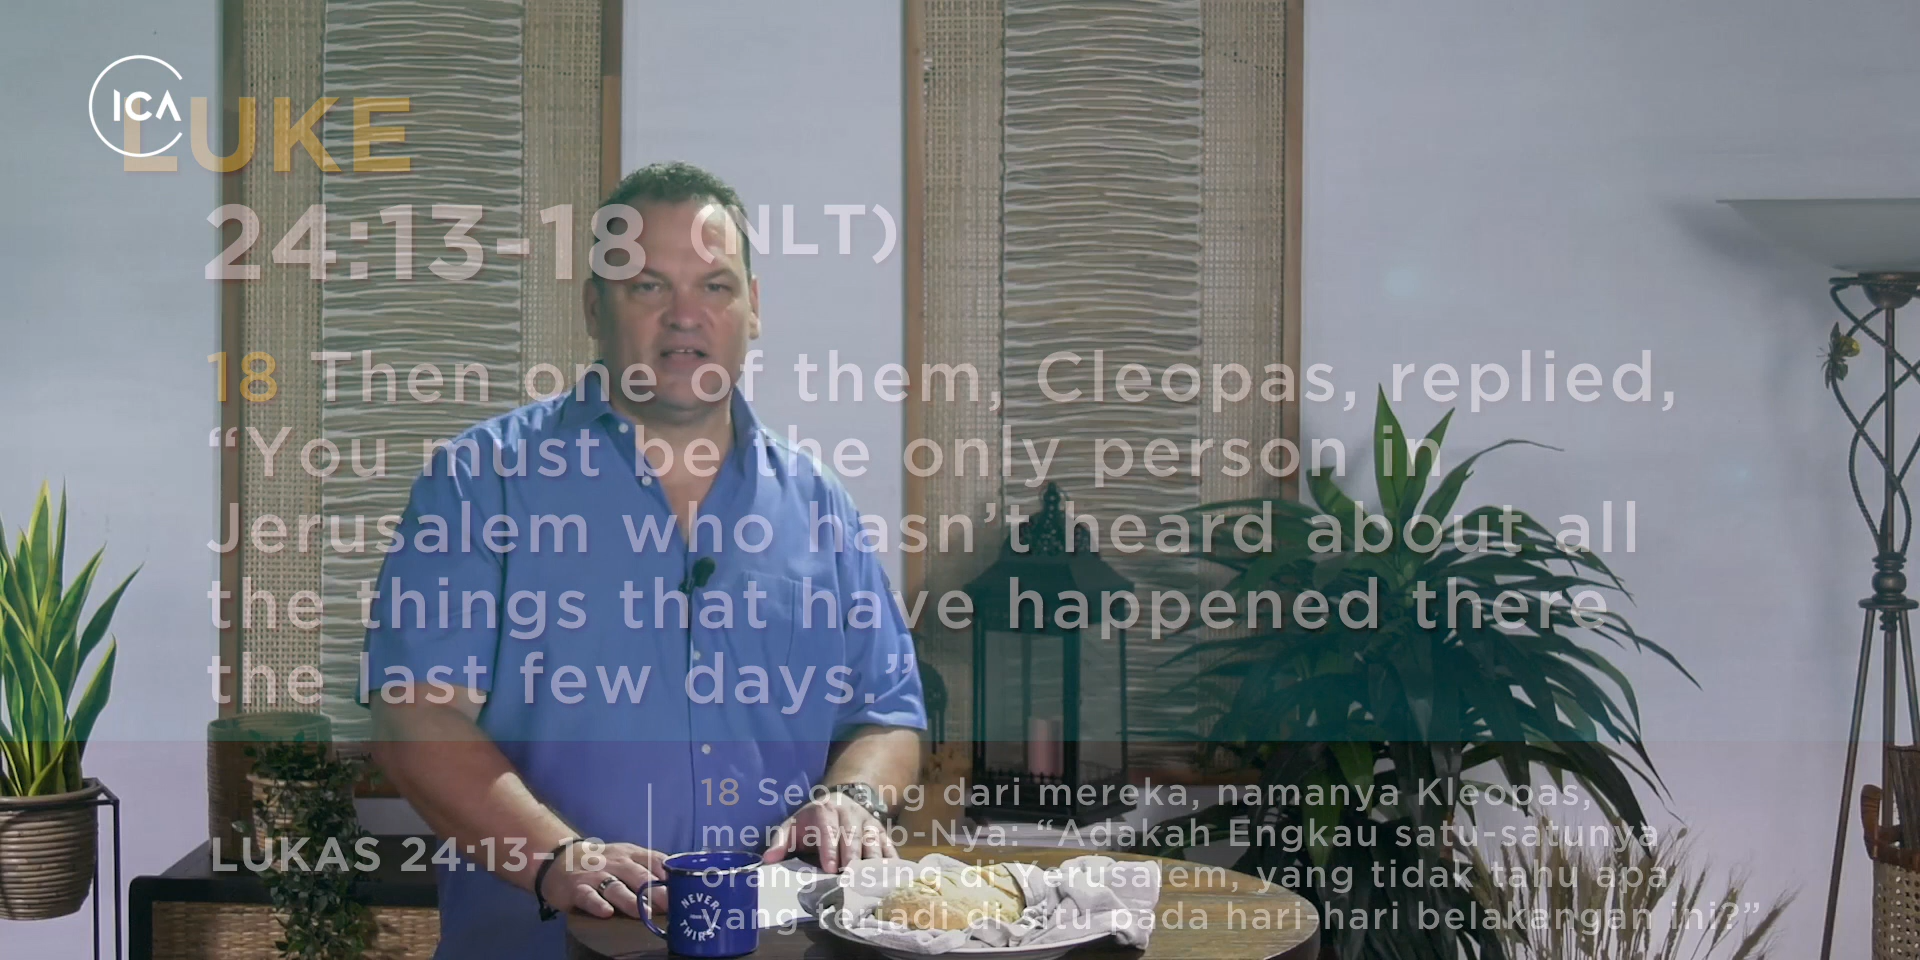 ICA
LUKE
24:13-18 (NLT)
18 Then one of them, Cleopas, replied,
“You must be the only person in
Jerusalem who hasn’t heard about all
the things that have happened there
the last few days.”
LUKAS 24:13-18
18 Seorang dari mereka, namanya Kleopas,
menjawab-Nya: “Adakah Engkau satu-satunya
orang asing di Yerusalem, yang tidak tahu apa
yang terjadi di situ pada hari-hari belakangan ini?”
NEVER
THIRST